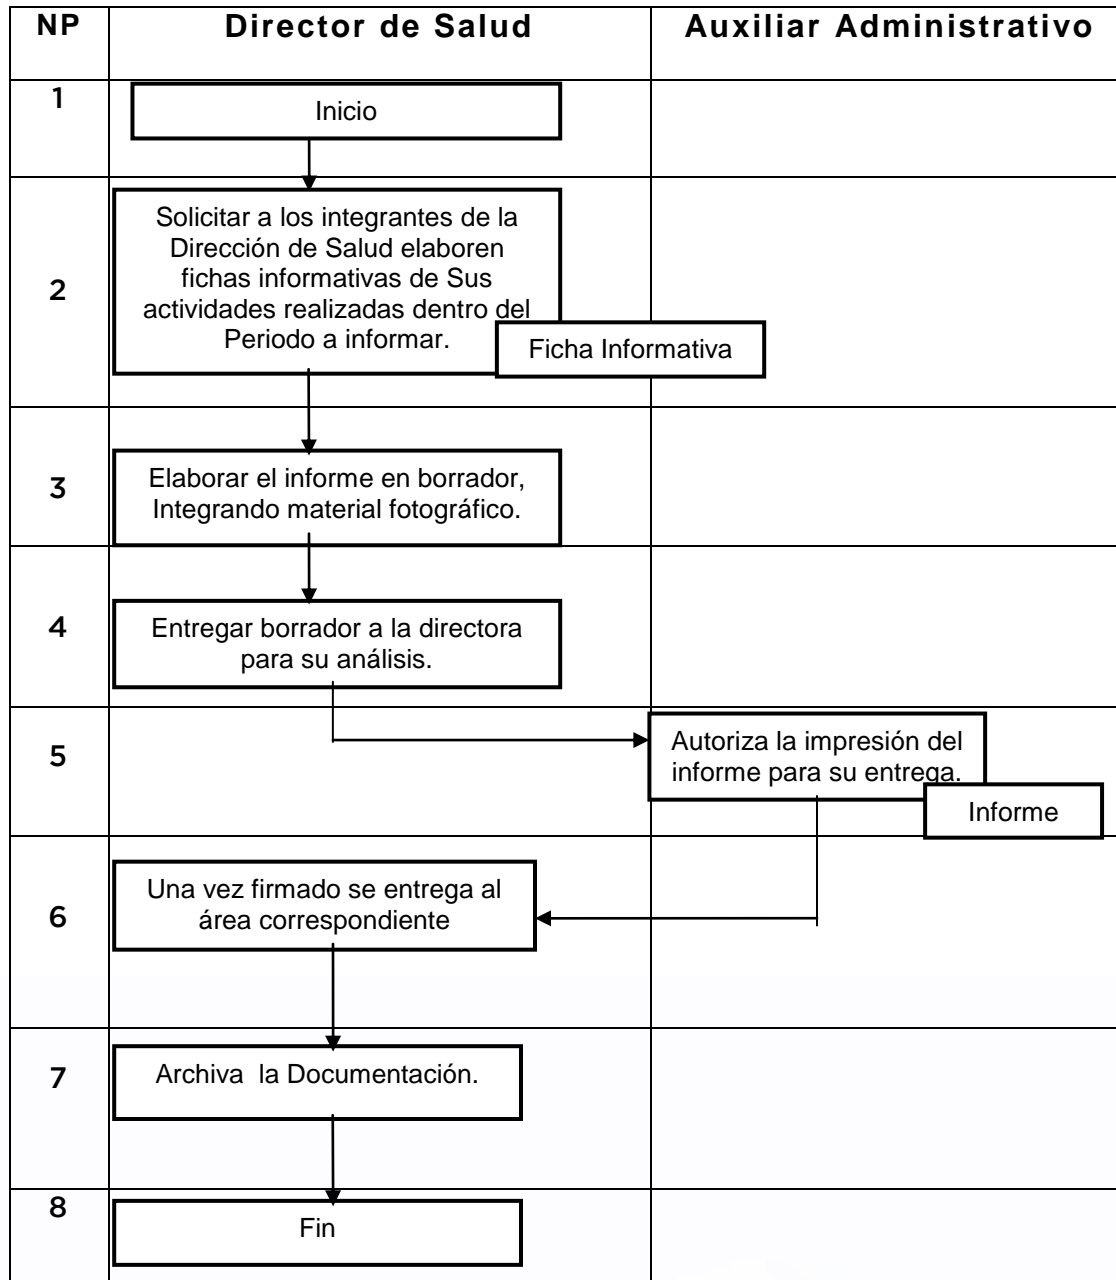 NP Director de Salud Auxiliar Administrativo
1
Inicio
2
Solicitar a los integrantes de la
Dirección de Salud elaboren
fichas informativas de Sus
actividades realizadas dentro del
Periodo a informar.
Ficha Informativa
3
Elaborar el informe en borrador,
Integrando material fotográfico.
4
Entregar borrador a la directora
para su análisis.
5
Autoriza la impresión del
informe para su entrega.
Informe
6
Una vez firmado se entrega al
área correspondiente
7
Archiva la Documentación.
8
Fin